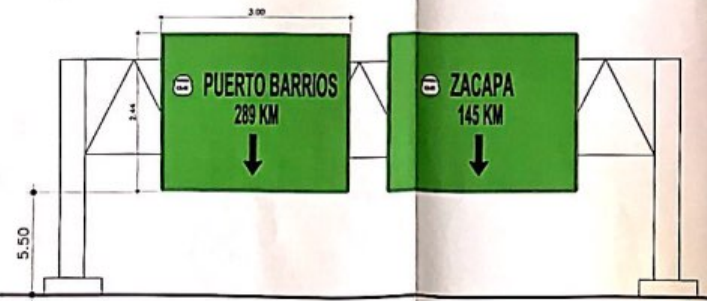 3.00
2.44
PUERTO BARRIOS
289 KM
ZACAPA
145 KM
5.50